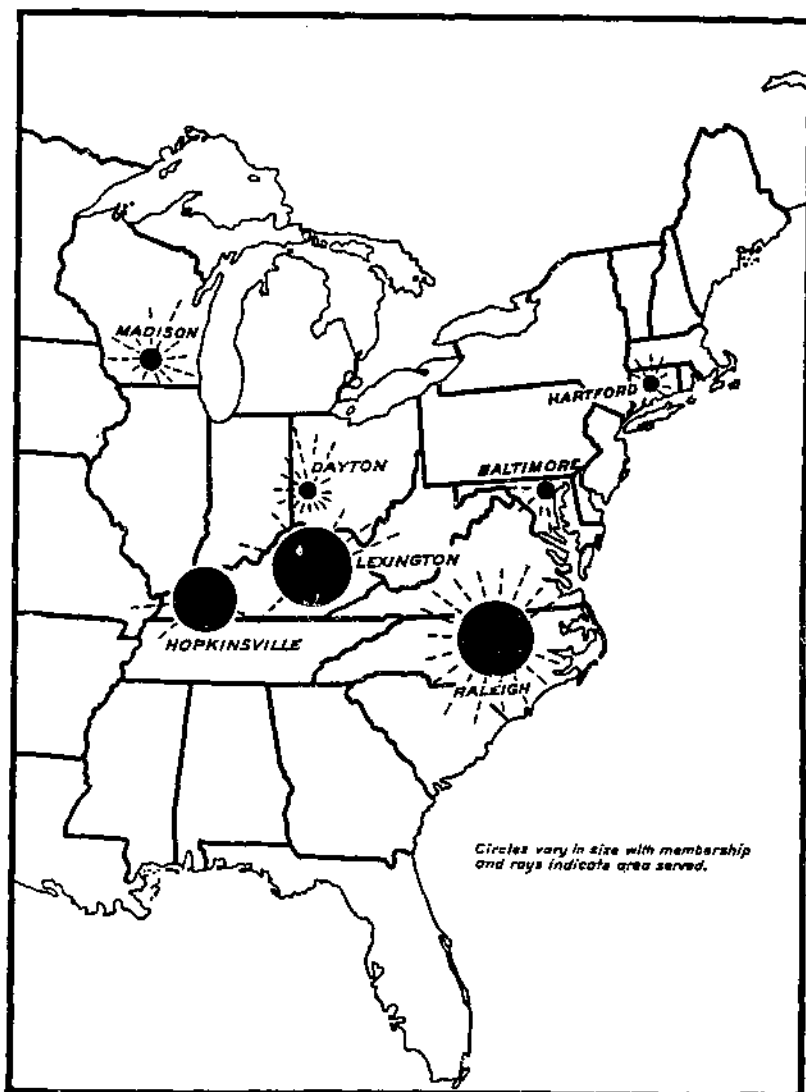 MADISON
HARTFORD
DAYTON
BALTIMORE
LEXINGTON
HOPKINSVILLE
RALEIGH
Circles vary in size with membership
and rays indicate area served.